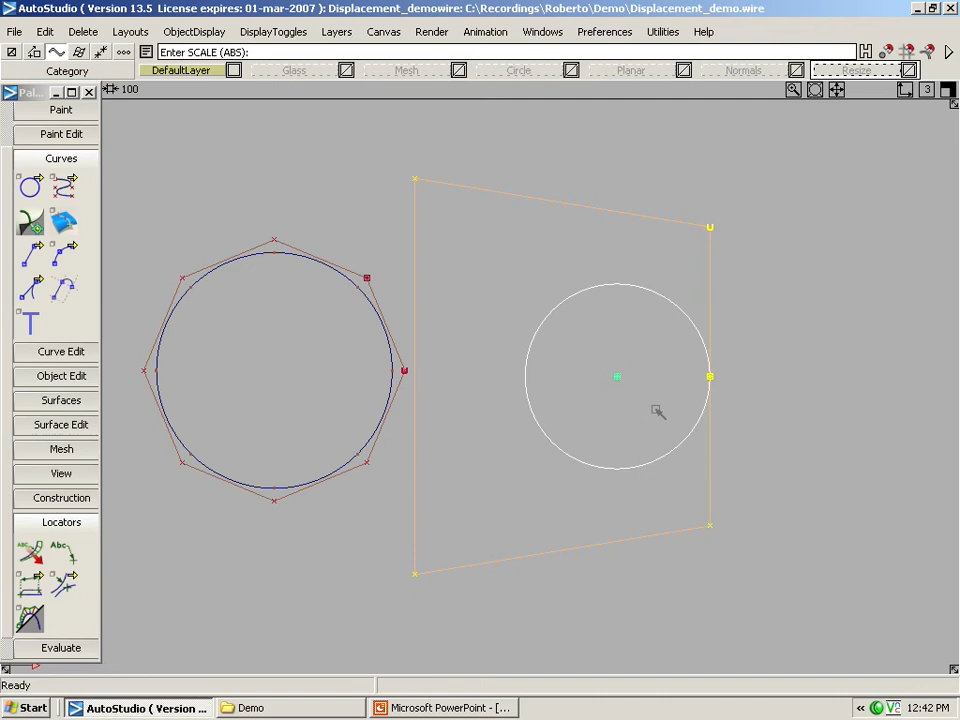 AutoStudio ( Version 13.5  License expires: 01-mar-2007 ): Displacement_demowire: C:/Recordings/Roberto/Demo/Displacement_demo.wire
File Edit Delete Layouts ObjectDisplay DisplayToggles Layers Canvas Render Animation Windows Preferences Utilities Help
Enter SCALE (ABS):
Category DefaultLayer Glass Mesh Circle Planar Normals Resize
Pal... 100 3
Paint
Paint Edit
Curves
Curve Edit
Object Edit
Surfaces
Surface Edit
Mesh
View
Construction
Locators
ABC Abc
Evaluate
Ready
Start AutoStudio ( Version ... Demo Microsoft PowerPoint - [... « V2 12:42 PM